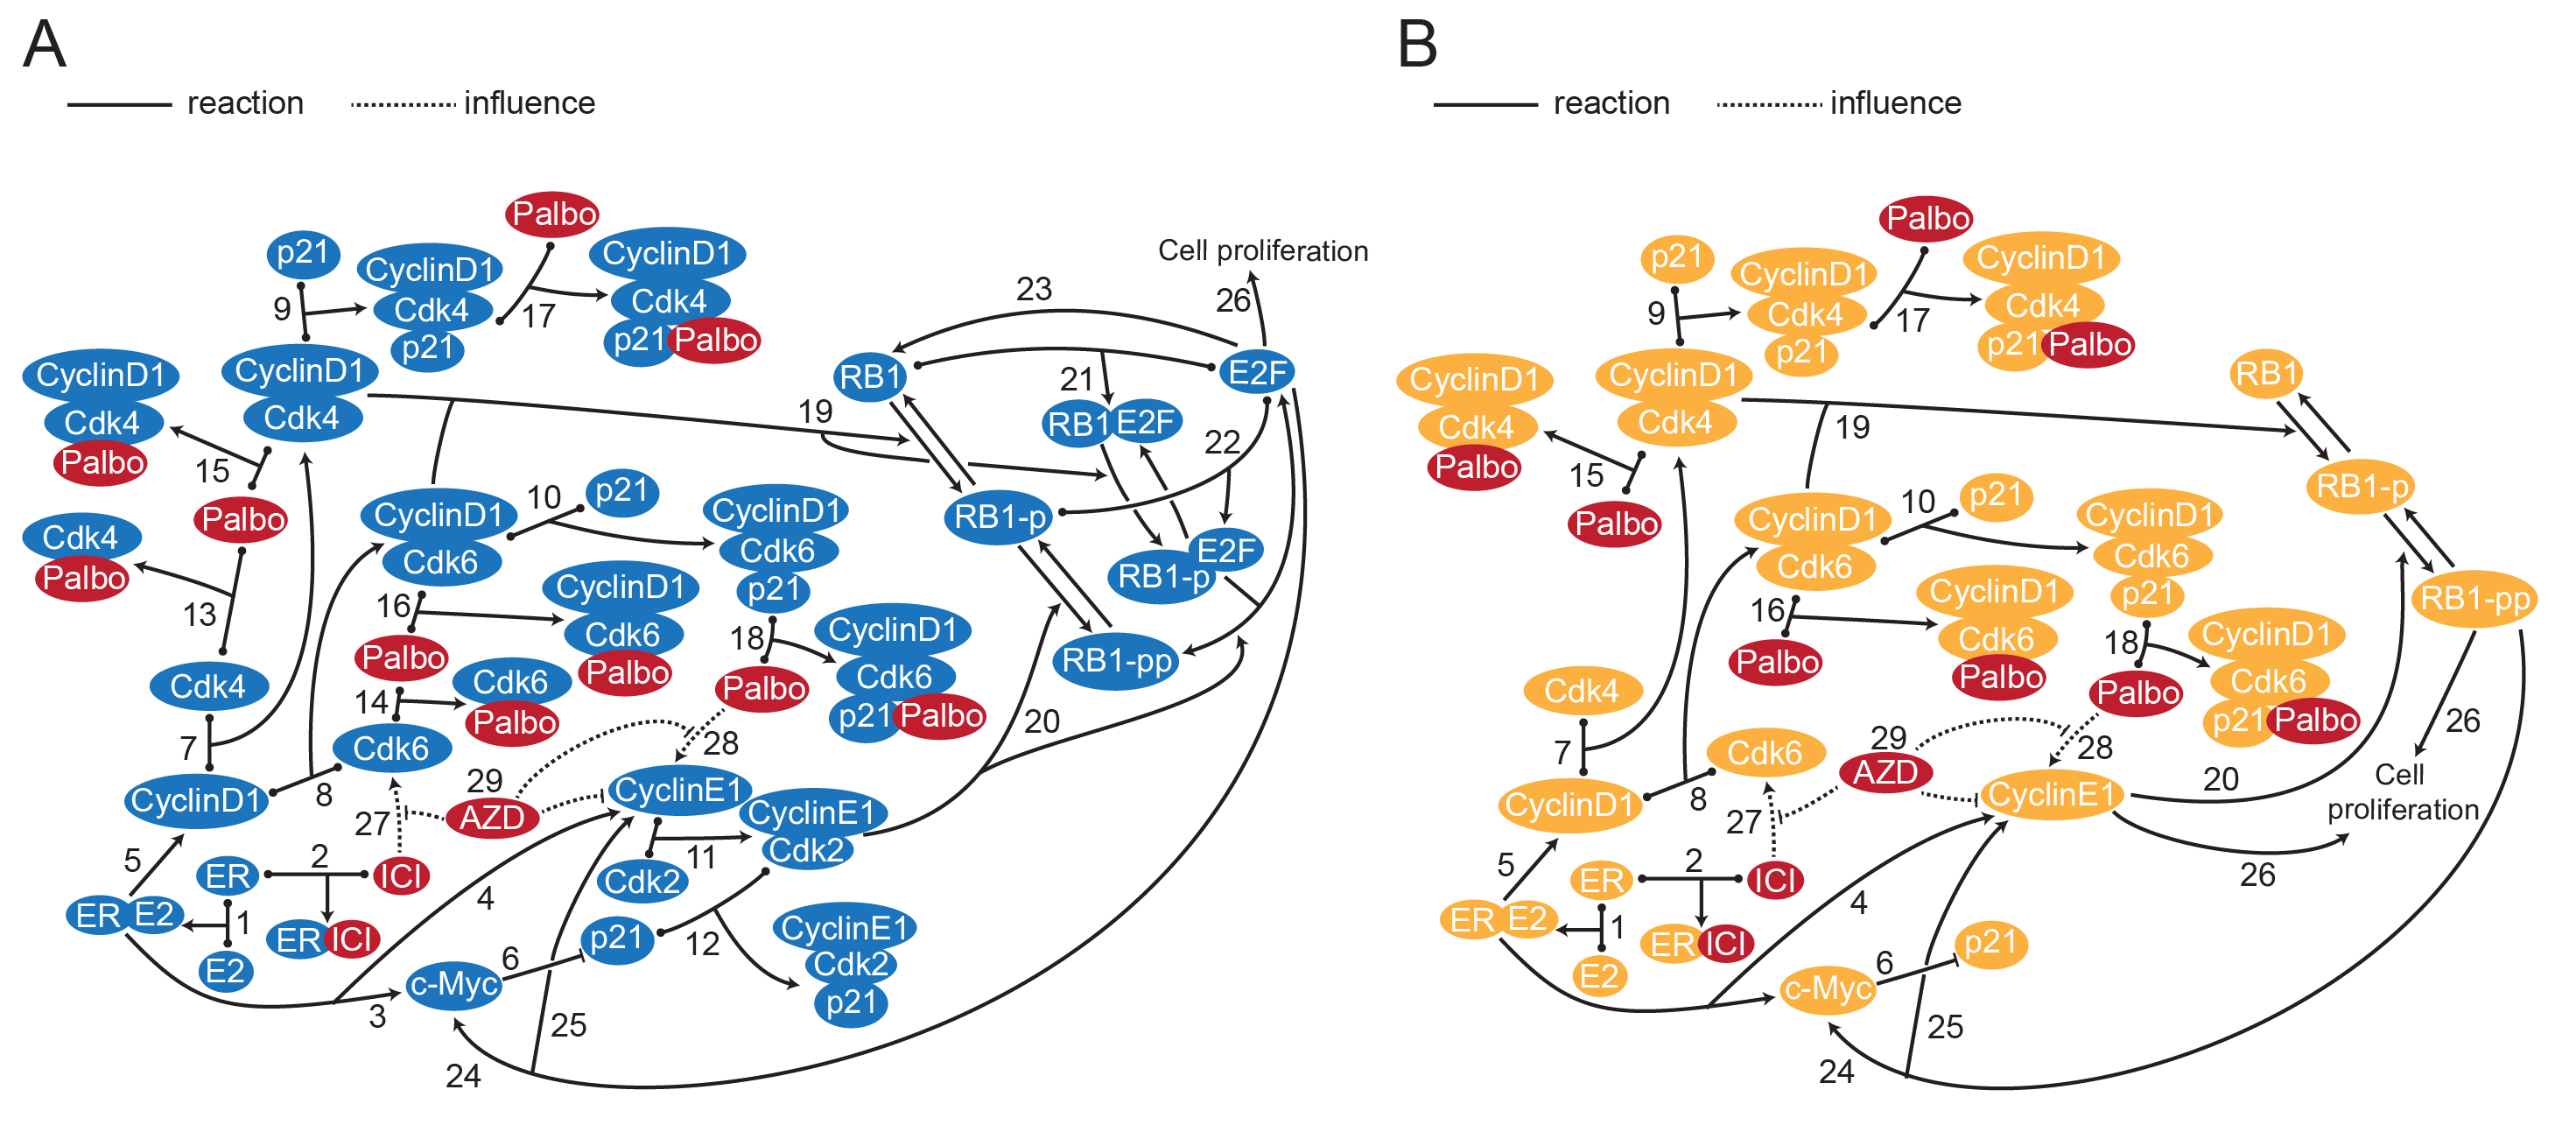 A
reaction
influence
Palbo
p21
CyclinD1
Cdk4
p21
9
17
CyclinD1
Cdk4
p21 Palbo
Cell proliferation
26
23
CyclinD1
Cdk4
Palbo
CyclinD1
Cdk4
15
Palbo
RB1
E2F
21
19
RB1 E2F
22
Cdk4
Palbo
13
CyclinD1
Cdk6
10
p21
CyclinD1
Cdk6
p21
RB1-p
E2F
RB1-p
16
Palbo
CyclinD1
Cdk6
Palbo
18
Palbo
CyclinD1
Cdk6
p21 Palbo
RB1-pp
Cdk4
14
Cdk6
Palbo
7
Cdk6
28
20
CyclinD1
8
29
27
AZD
CyclinE1
CyclinE1
Cdk2
11
Cdk2
5
ER
2
ICI
4
ER E2
1
ER ICI
E2
p21
12
CyclinE1
Cdk2
p21
6
c-Myc
3
25
24
B
reaction
influence
Palbo
p21
CyclinD1
Cdk4
p21
9
17
CyclinD1
Cdk4
p21 Palbo
CyclinD1
Cdk4
Palbo
CyclinD1
Cdk4
15
Palbo
19
RB1
RB1-p
RB1-pp
CyclinD1
Cdk6
10
p21
CyclinD1
Cdk6
p21
16
Palbo
CyclinD1
Cdk6
Palbo
18
Palbo
CyclinD1
Cdk6
p21 Palbo
Cdk4
7
Cdk6
29
28
26
AZD
CyclinD1
8
27
CyclinE1
20
Cell
proliferation
26
5
ER
2
ICI
4
ER E2
1
ER ICI
E2
p21
6
c-Myc
25
24